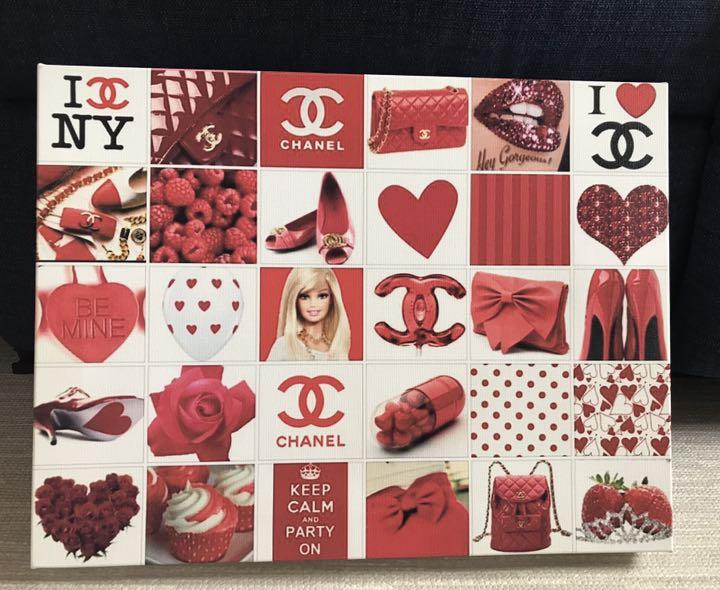 I
NY
CHANEL
Hey Gorgeous!
I
BE
MINE
CHANEL
KEEP
CALM
AND
PARTY
ON